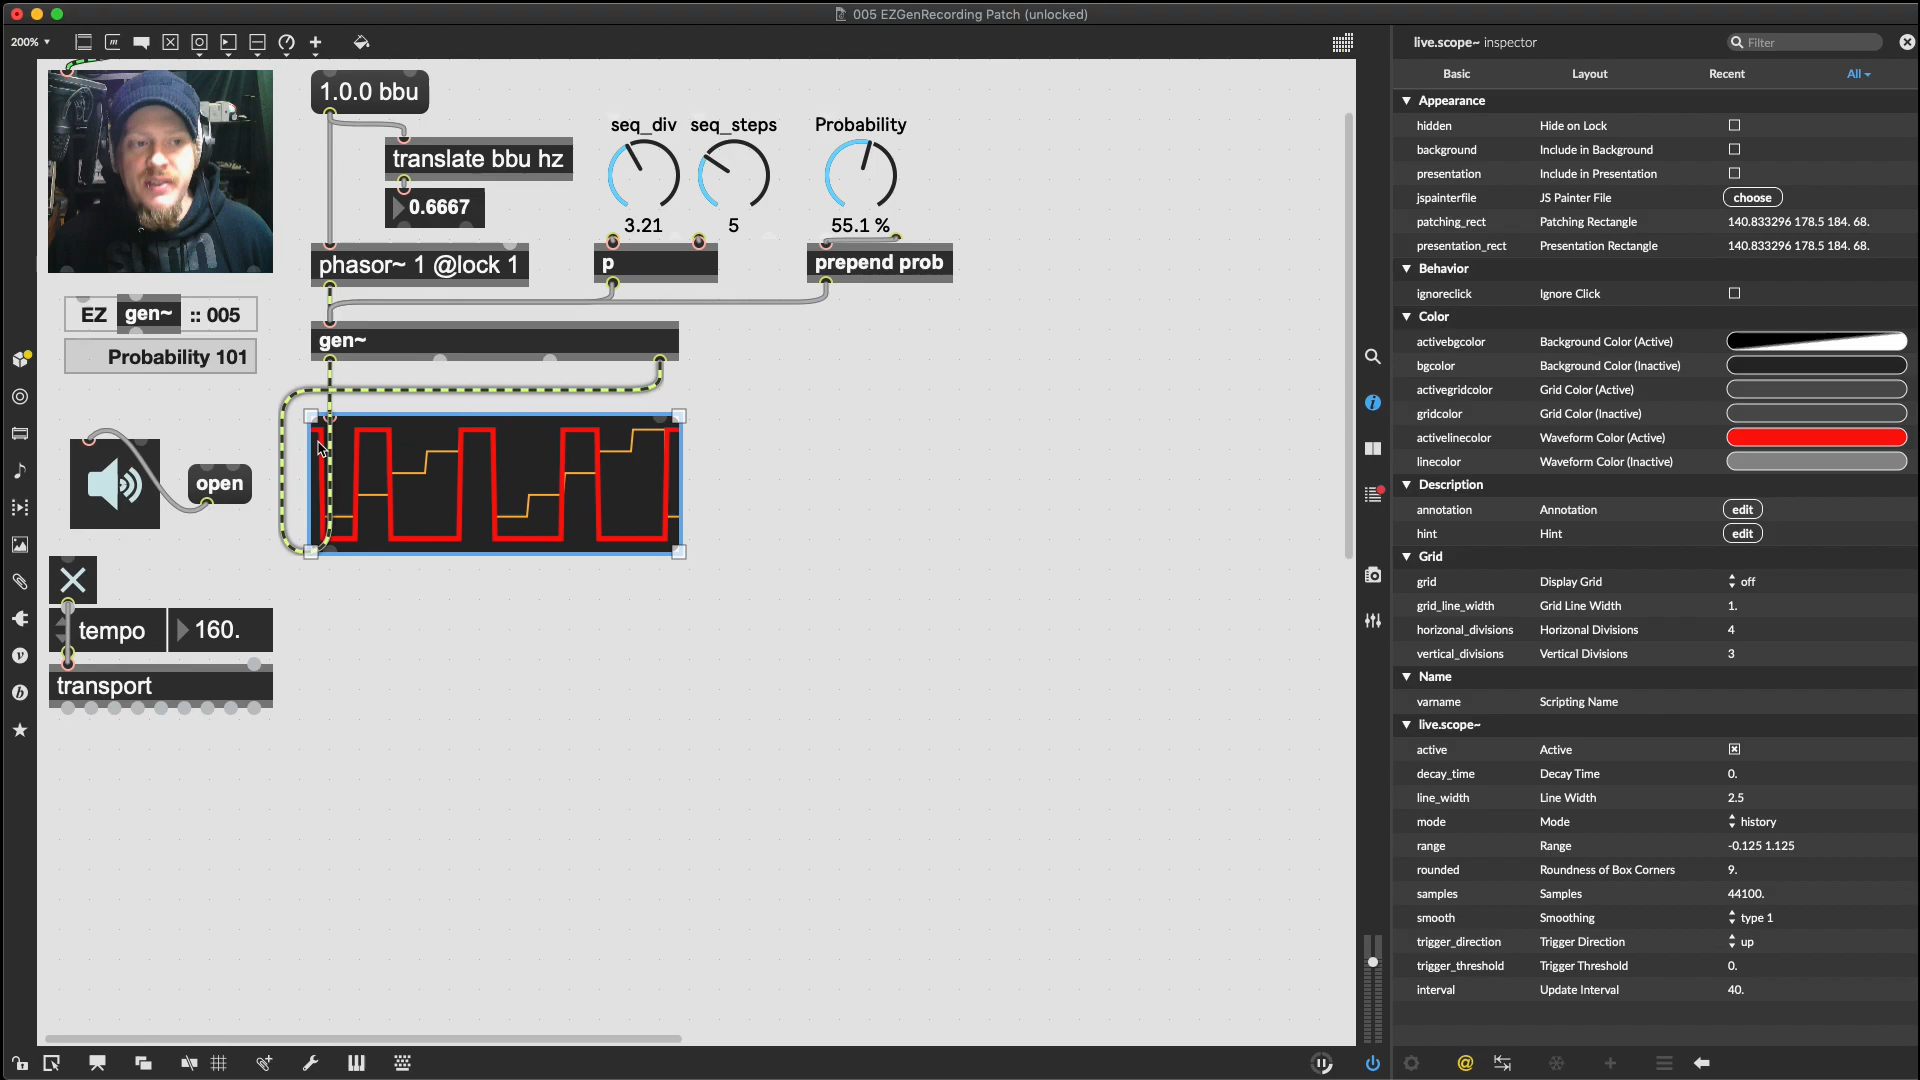 005 EZGenRecording Patch (unlocked)
200%
1.0.0 bbu
translate bbu hz
0.6667
phasor~ 1 @lock 1
seq_div seq_steps Probability
3.21 5 55.1 %
p
prepend prob
EZ gen~ :: 005
Probability 101
gen~
open
tempo 160.
transport
live.scope~ inspector
Filter
Basic Layout Recent All
Appearance
hidden Hide on Lock
background Include in Background
presentation Include in Presentation
jspainterfile JS Painter File choose
patching_rect Patching Rectangle 140.833296 178.5 184. 68.
presentation_rect Presentation Rectangle 140.833296 178.5 184. 68.
Behavior
ignoreclick Ignore Click
Color
activebgcolor Background Color (Active)
bgcolor Background Color (Inactive)
activegridcolor Grid Color (Active)
gridcolor Grid Color (Inactive)
activelinecolor Waveform Color (Active)
linecolor Waveform Color (Inactive)
Description
annotation Annotation edit
hint Hint edit
Grid
grid Display Grid off
grid_line_width Grid Line Width 1.
horizonal_divisions Horizonal Divisions 4
vertical_divisions Vertical Divisions 3
Name
varname Scripting Name
live.scope~
active Active
decay_time Decay Time 0.
line_width Line Width 2.5
mode Mode history
range Range -0.125 1.125
rounded Roundness of Box Corners 9.
samples Samples 44100.
smooth Smoothing type 1
trigger_direction Trigger Direction up
trigger_threshold Trigger Threshold 0.
interval Update Interval 40.